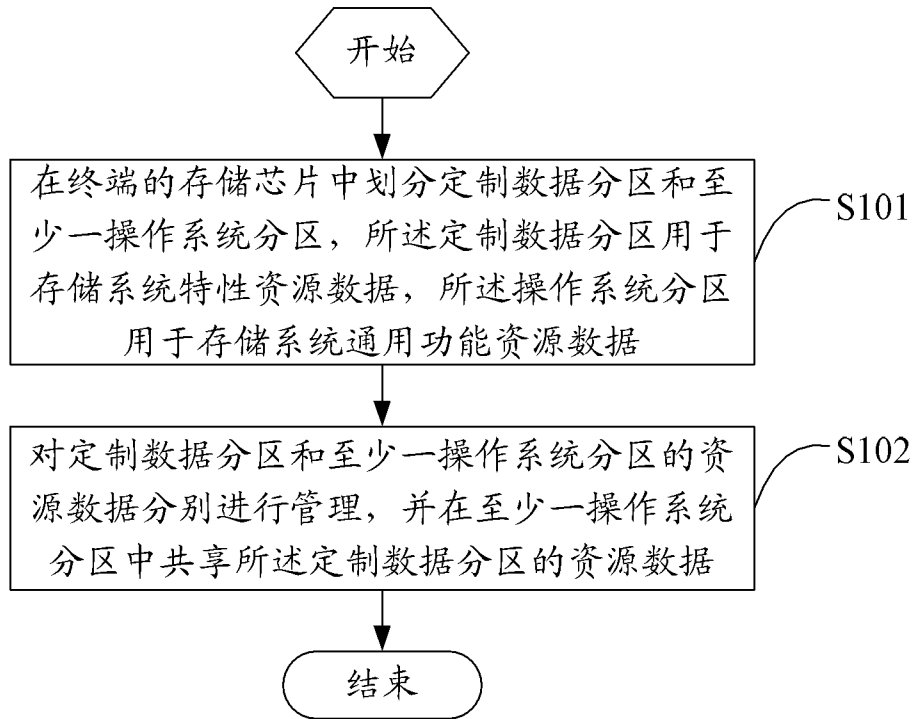 开始
在终端的存储芯片中划分定制数据分区和至
少一操作系统分区，所述定制数据分区用于
存储系统特性资源数据，所述操作系统分区
用于存储系统通用功能资源数据
S101
对定制数据分区和至少一操作系统分区的资
源数据分别进行管理，并在至少一操作系统
分区中共享所述定制数据分区的资源数据
S102
结束